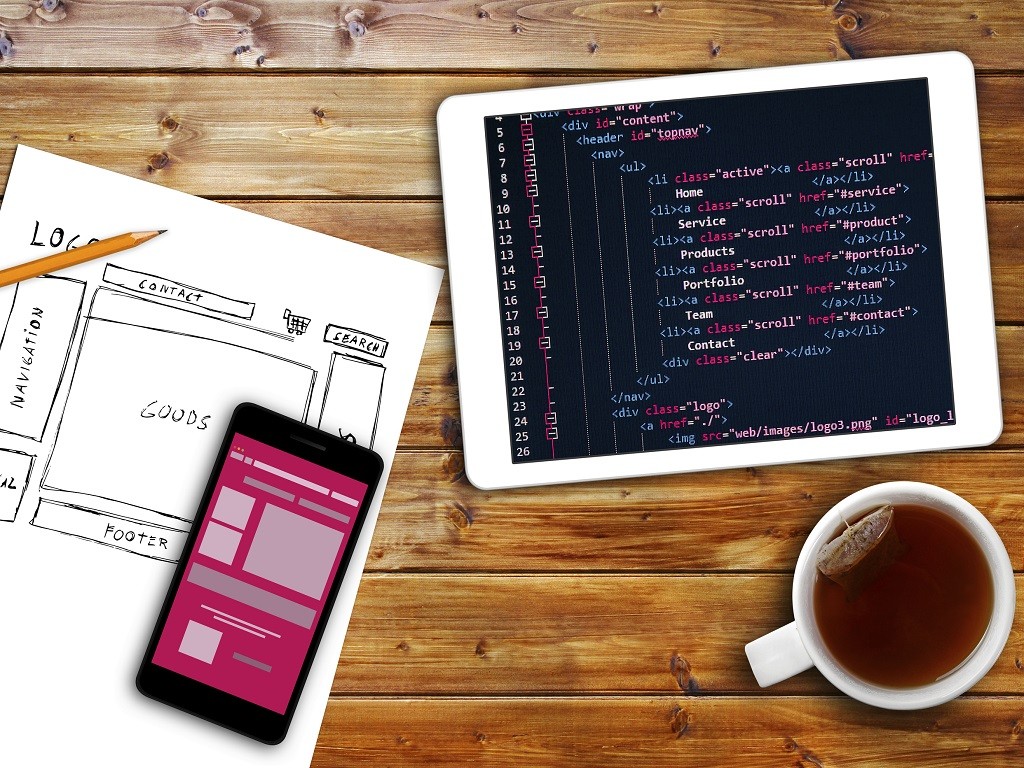 LOGO
CONTACT
SEARCH
NAVIGATION
GOODS
FOOTER
4 <div class="wrap">
5 <div id="content">
6 <header id="topnav">
7 <nav>
8 <ul>
9 <li class="active"><a class="scroll" href=
Home </a></li>
10 <li><a class="scroll" href="#service">
11 Service </a></li>
12 <li><a class="scroll" href="#product">
13 Products </a></li>
14 <li><a class="scroll" href="#portfolio">
15 Portfolio </a></li>
16 <li><a class="scroll" href="#team">
17 Team </a></li>
18 <li><a class="scroll" href="#contact">
19 Contact </a></li>
20 <div class="clear"></div>
21 </ul>
22 </nav>
23 <div class="logo">
24 <a href="./">
25 <img src="web/images/logo3.png" id="logo_l
26